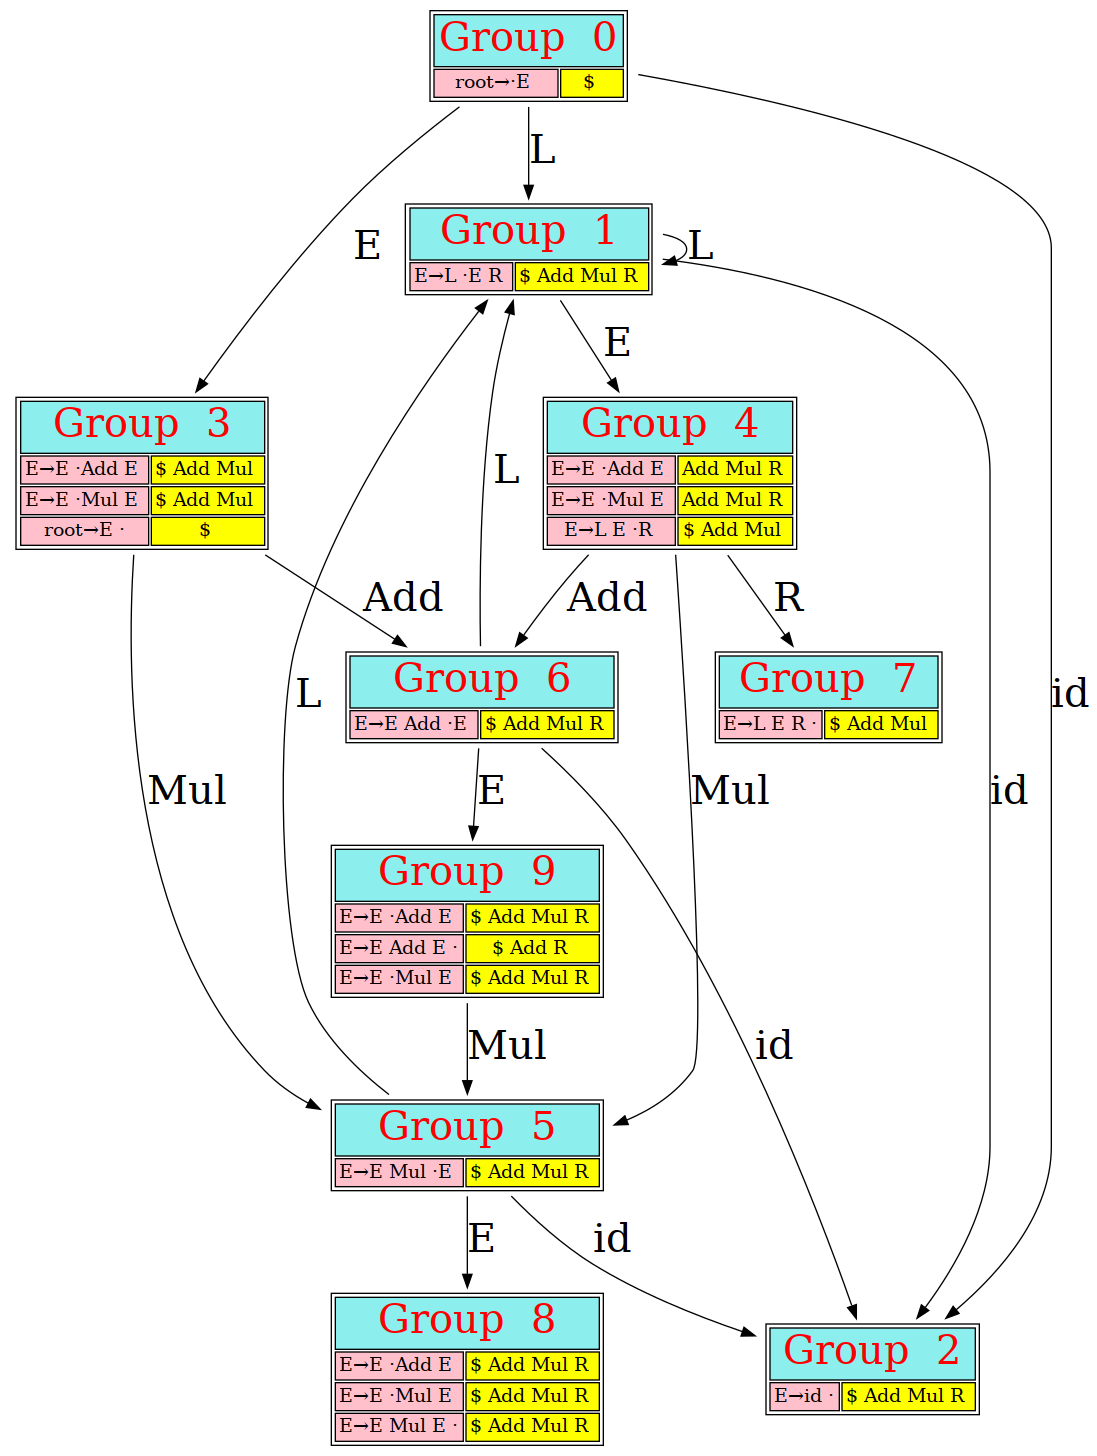 Group 0
root→·E $
L
E
Group 1
L
E→L ·E R $ Add Mul R
E
Group 3
E→E ·Add E $ Add Mul
E→E ·Mul E $ Add Mul
root→E · $
Group 4
E→E ·Add E Add Mul R
E→E ·Mul E Add Mul R
E→L E ·R $ Add Mul
L
Add
Add
R
Group 6
E→E Add ·E $ Add Mul R
Group 7
E→L E R · $ Add Mul
L
id
Mul
E
Mul
id
Group 9
E→E ·Add E $ Add Mul R
E→E Add E · $ Add R
E→E ·Mul E $ Add Mul R
Mul
id
Group 5
E→E Mul ·E $ Add Mul R
E
id
Group 8
E→E ·Add E $ Add Mul R
E→E ·Mul E $ Add Mul R
E→E Mul E · $ Add Mul R
Group 2
E→id · $ Add Mul R